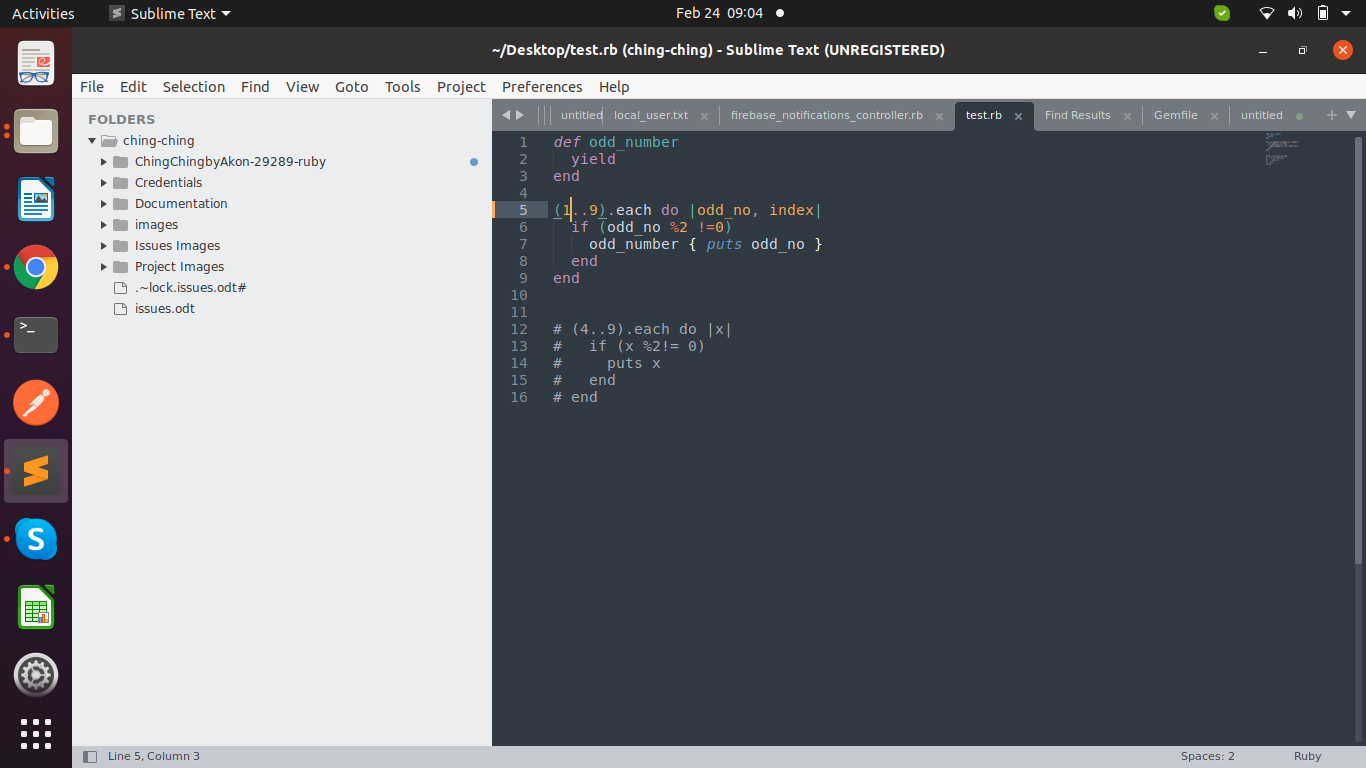 Activities
Sublime Text
Feb 24 09:04
~/Desktop/test.rb (ching-ching) - Sublime Text (UNREGISTERED)
File Edit Selection Find View Goto Tools Project Preferences Help
FOLDERS
ching-ching
ChingChingbyAkon-29289-ruby
Credentials
Documentation
images
Issues Images
Project Images
.~lock.issues.odt#
issues.odt
untitled
local_user.txt
firebase_notifications_controller.rb
test.rb
Find Results
Gemfile
untitled
1 def odd_number
2   yield
3 end
4
5 (1..9).each do |odd_no, index|
6   if (odd_no %2 !=0)
7     odd_number { puts odd_no }
8   end
9 end
10
11
12 # (4..9).each do |x|
13 #   if (x %2!= 0)
14 #     puts x
15 #   end
16 # end
>_
S
Line 5, Column 3
Spaces: 2
Ruby